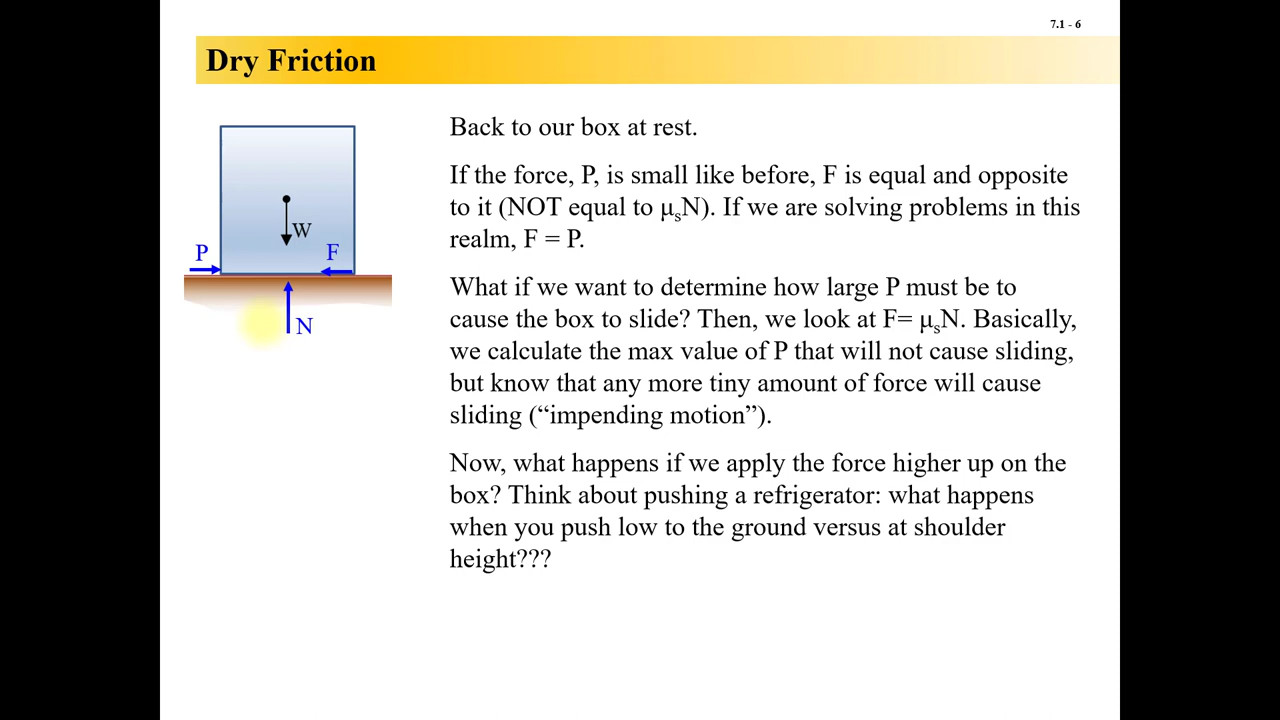 7.1 - 6
Dry Friction
Back to our box at rest.
If the force, P, is small like before, F is equal and opposite
to it (NOT equal to μsN). If we are solving problems in this
realm, F = P.
What if we want to determine how large P must be to
cause the box to slide? Then, we look at F= μsN. Basically,
we calculate the max value of P that will not cause sliding,
but know that any more tiny amount of force will cause
sliding (“impending motion”).
Now, what happens if we apply the force higher up on the
box? Think about pushing a refrigerator: what happens
when you push low to the ground versus at shoulder
height???
W
P
F
N